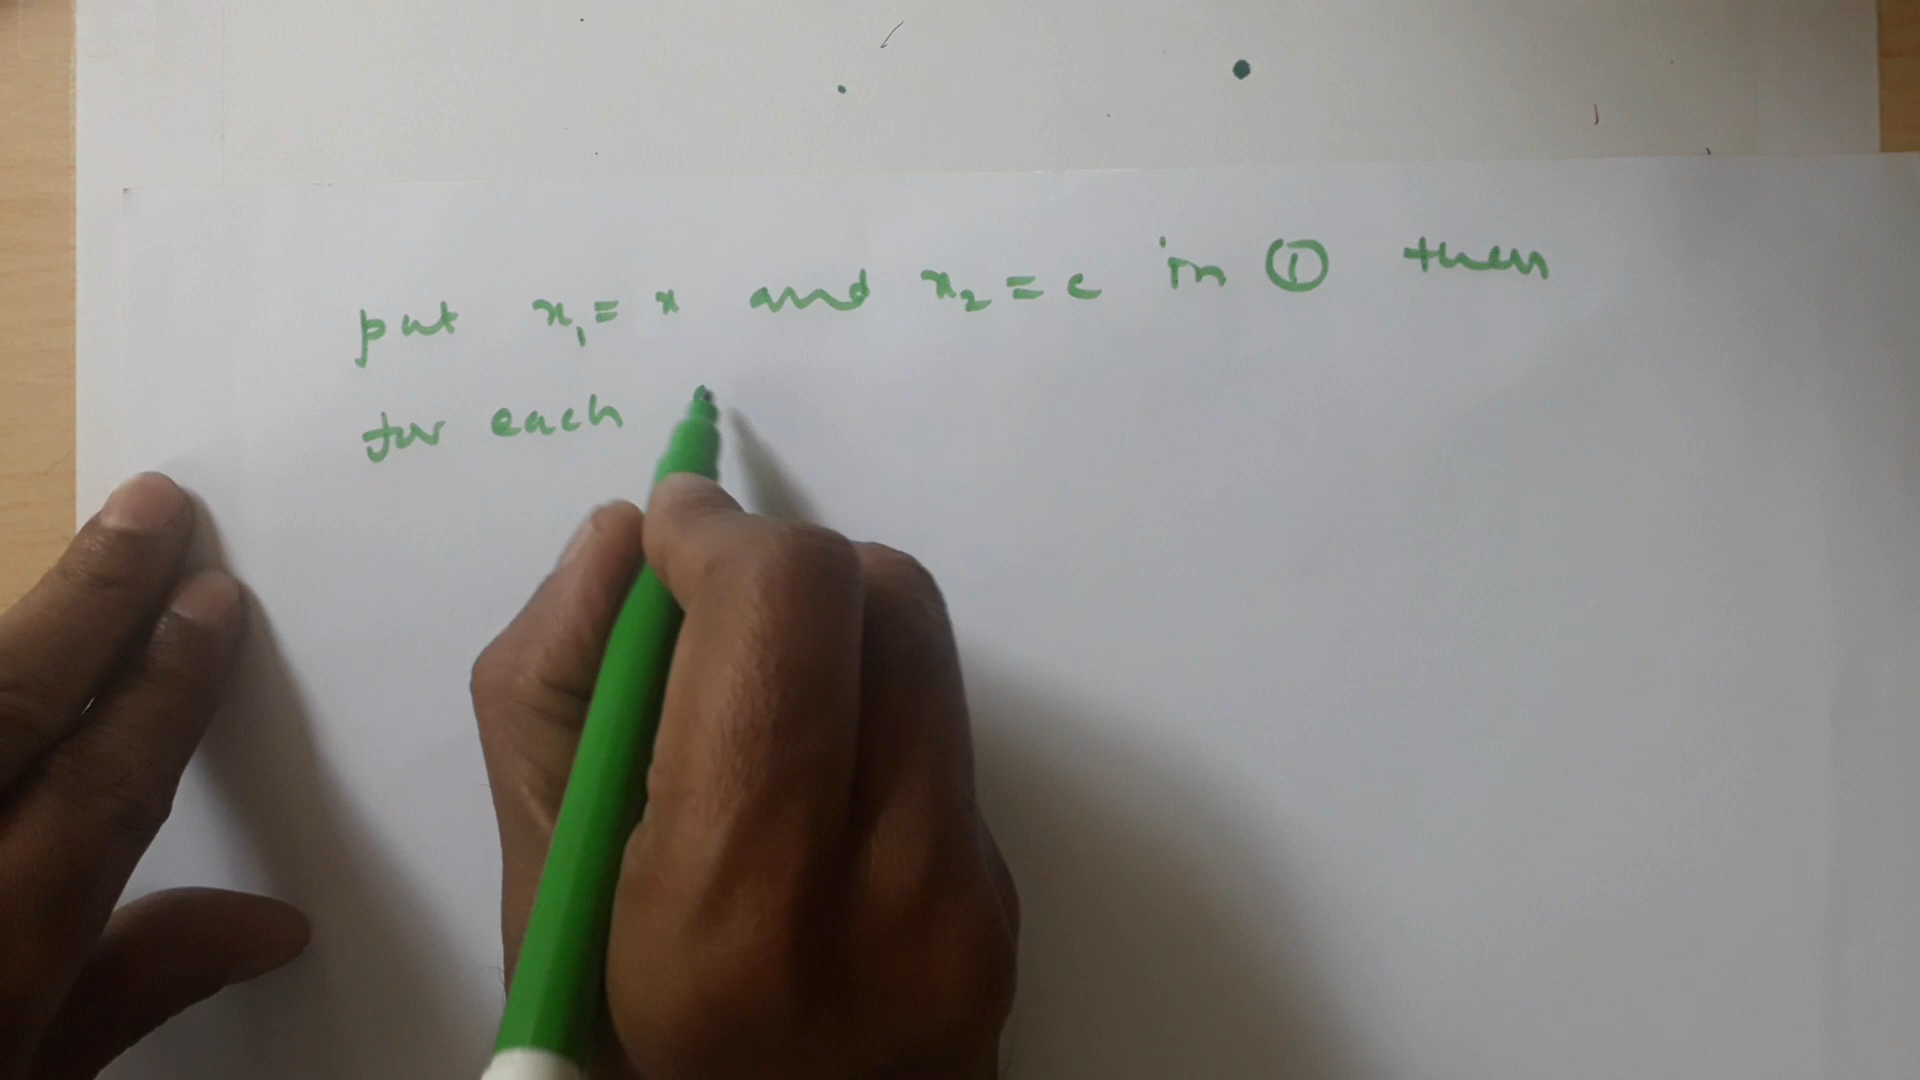 put x₁ = x and x₂ = c in ① then
for each